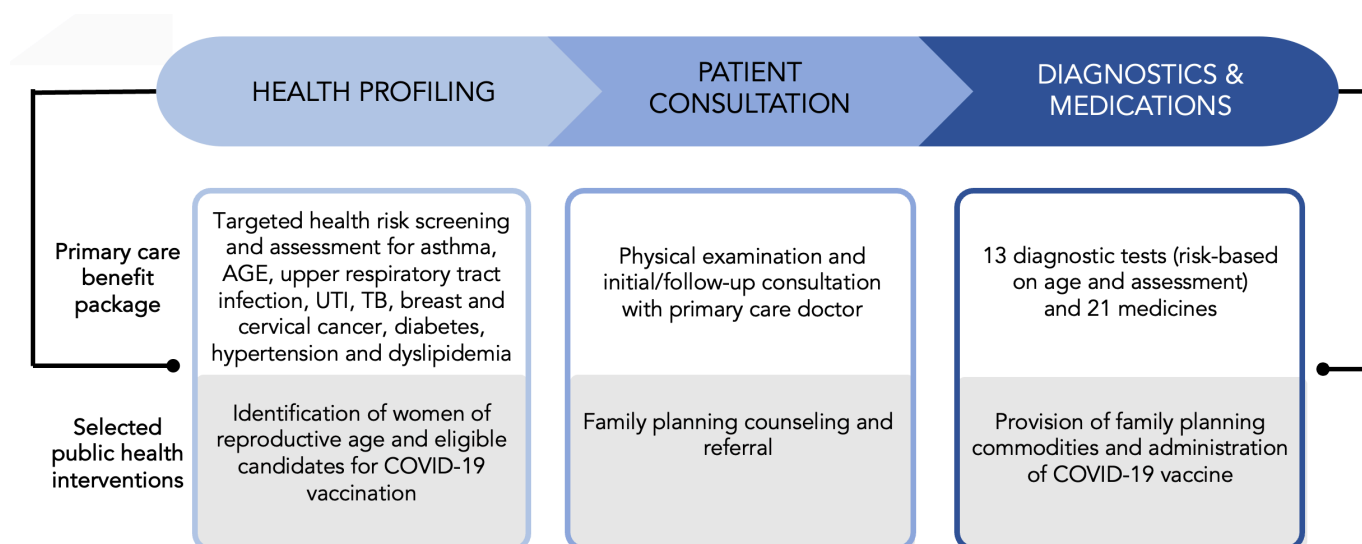 HEALTH PROFILING
PATIENT
CONSULTATION
DIAGNOSTICS &
MEDICATIONS
Primary care
benefit
package
Targeted health risk screening
and assessment for asthma,
AGE, upper respiratory tract
infection, UTI, TB, breast and
cervical cancer, diabetes,
hypertension and dyslipidemia
Physical examination and
initial/follow-up consultation
with primary care doctor
13 diagnostic tests (risk-based
on age and assessment)
and 21 medicines
Selected
public health
interventions
Identification of women of
reproductive age and eligible
candidates for COVID-19
vaccination
Family planning counseling and
referral
Provision of family planning
commodities and administration
of COVID-19 vaccine